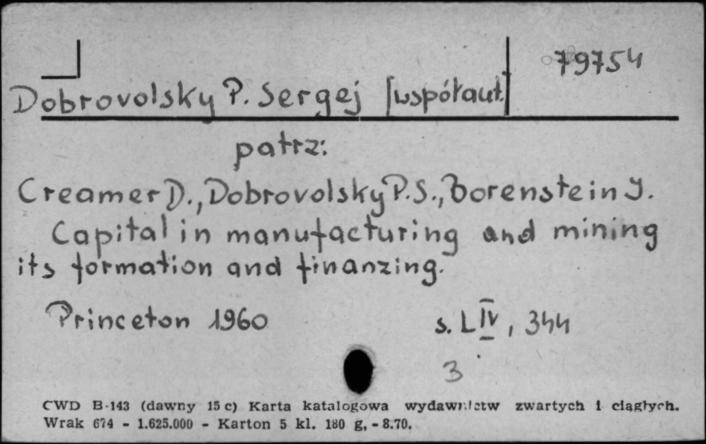 79754
Dobrovolsky P. Sergej [współaut.]
patrz:
Creamer D., Dobrovolsky P.S., Borenstein I.
Capital in manufacturing and mining
its formation and finanzing.
Princeton 1960 s. LIV, 344
3
CWD B-143 (dawny 15 c) Karta katalogowa wydawnictw zwartych i ciągłych.
Wrak 674 - 1.625.000 - Karton 5 kl. 180 g, - 8.70.